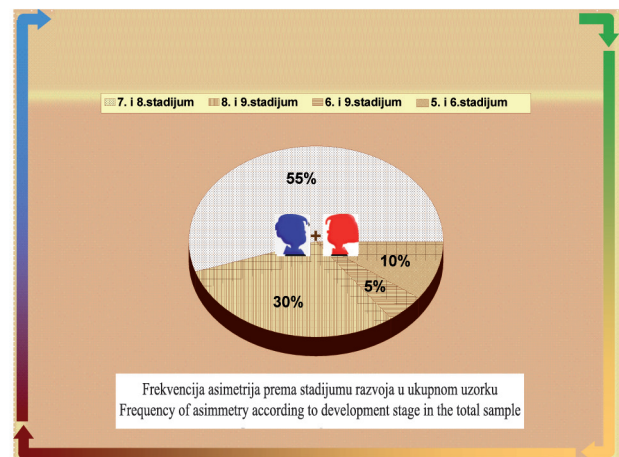 7. i 8.stadijum 8. i 9.stadijum 6. i 9.stadijum 5. i 6.stadijum
55%
+
10%
5%
30%
Frekvencija asimetrija prema stadijumu razvoja u ukupnom uzorku
Frequency of asimmetry according to development stage in the total sample